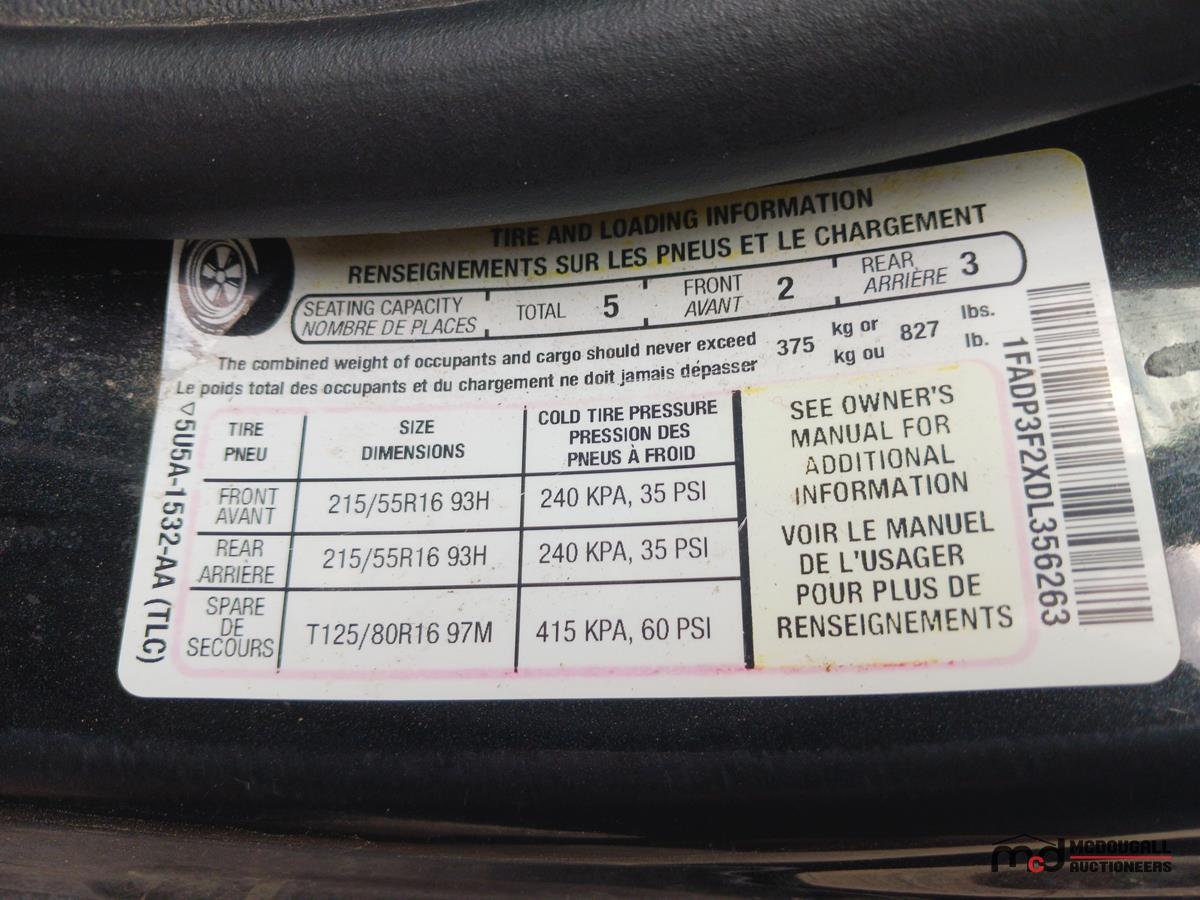 TIRE AND LOADING INFORMATION
RENSEIGNEMENTS SUR LES PNEUS ET LE CHARGEMENT
SEATING CAPACITY
NOMBRE DE PLACES
TOTAL 5
FRONT
AVANT
2
REAR
ARRIÈRE
3
The combined weight of occupants and cargo should never exceed
Le poids total des occupants et du chargement ne doit jamais dépasser
375
kg or
kg ou
827
lbs.
lb.
TIRE
PNEU
SIZE
DIMENSIONS
COLD TIRE PRESSURE
PRESSION DES
PNEUS À FROID
FRONT
AVANT
215/55R16 93H
240 KPA, 35 PSI
REAR
ARRIÈRE
215/55R16 93H
240 KPA, 35 PSI
SPARE
DE
SECOURS
T125/80R16 97M
415 KPA, 60 PSI
SEE OWNER'S
MANUAL FOR
ADDITIONAL
INFORMATION
VOIR LE MANUEL
DE L'USAGER
POUR PLUS DE
RENSEIGNEMENTS
5U5A-1532-AA (TLC)
1FADP3F2XDL356263
mcd
MCDOUGALL
AUCTIONEERS